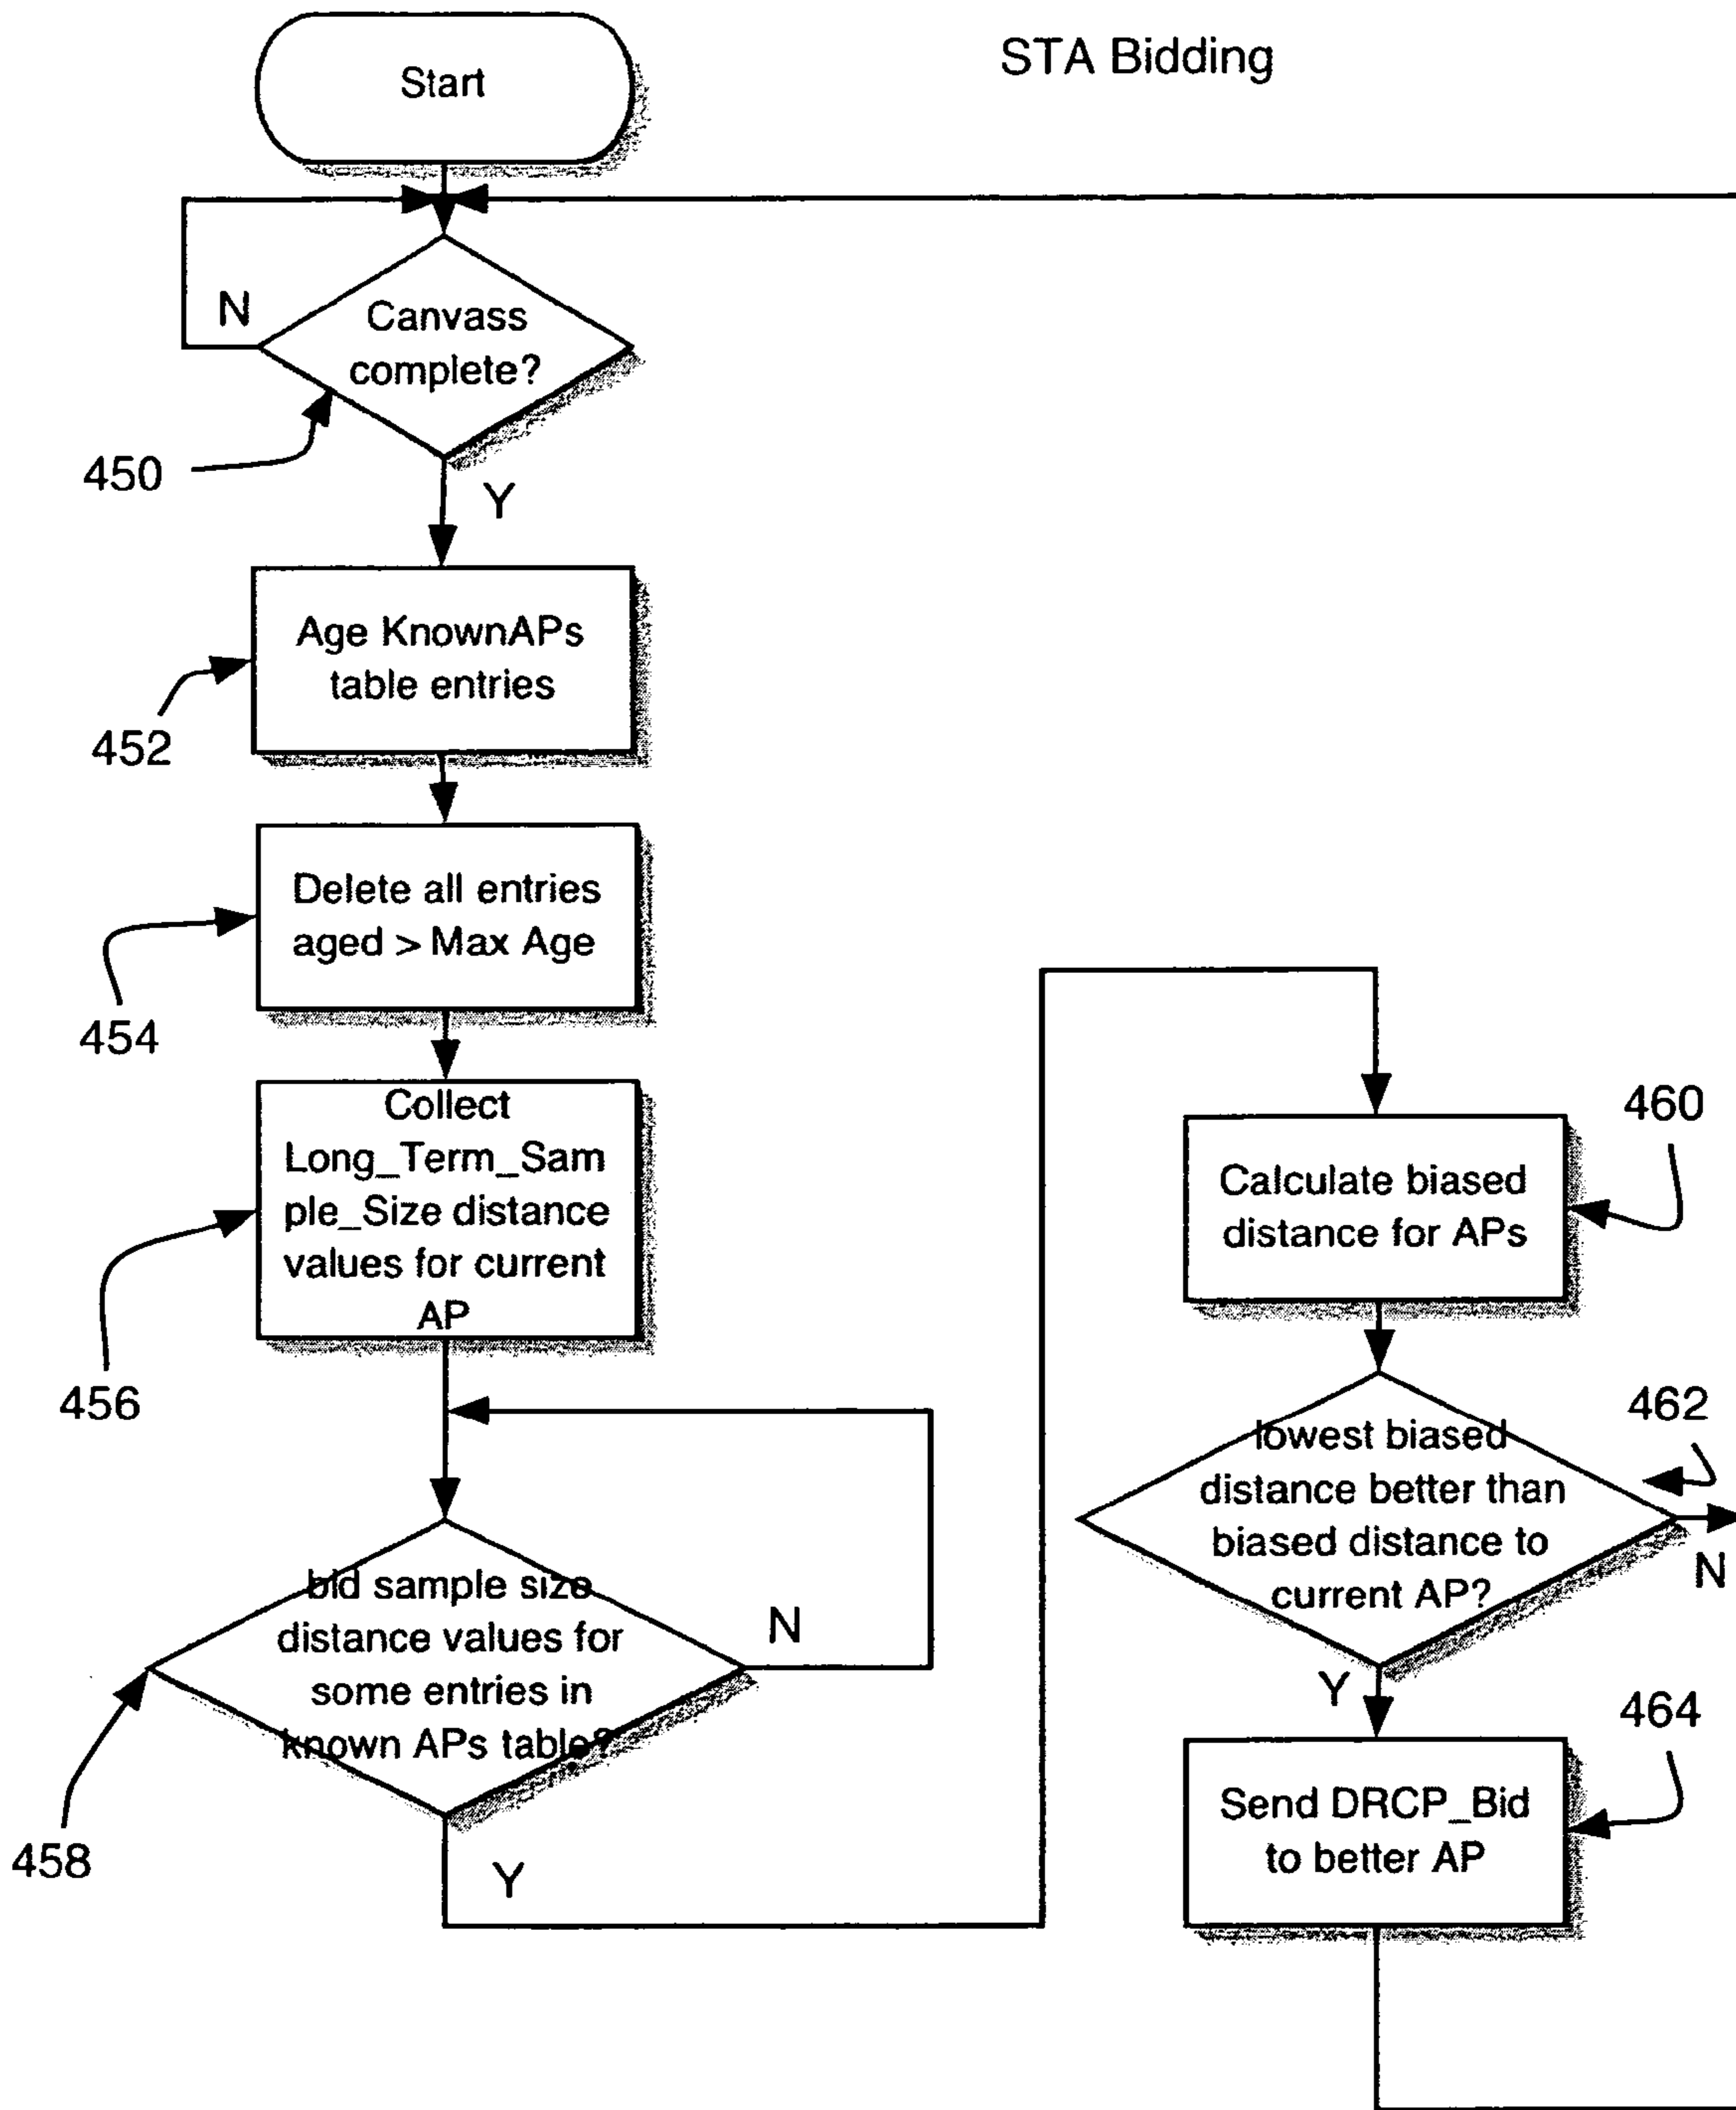 STA Bidding
Start
N
Canvass
complete?
450
Y
Age KnownAPs
table entries
452
Delete all entries
aged > Max Age
454
Collect
Long_Term_Sam
ple_Size distance
values for current
AP
456
bid sample size
distance values for
some entries in
known APs table?
N
458
Y
460
Calculate biased
distance for APs
462
lowest biased
distance better than
biased distance to
current AP?
N
Y
464
Send DRCP_Bid
to better AP